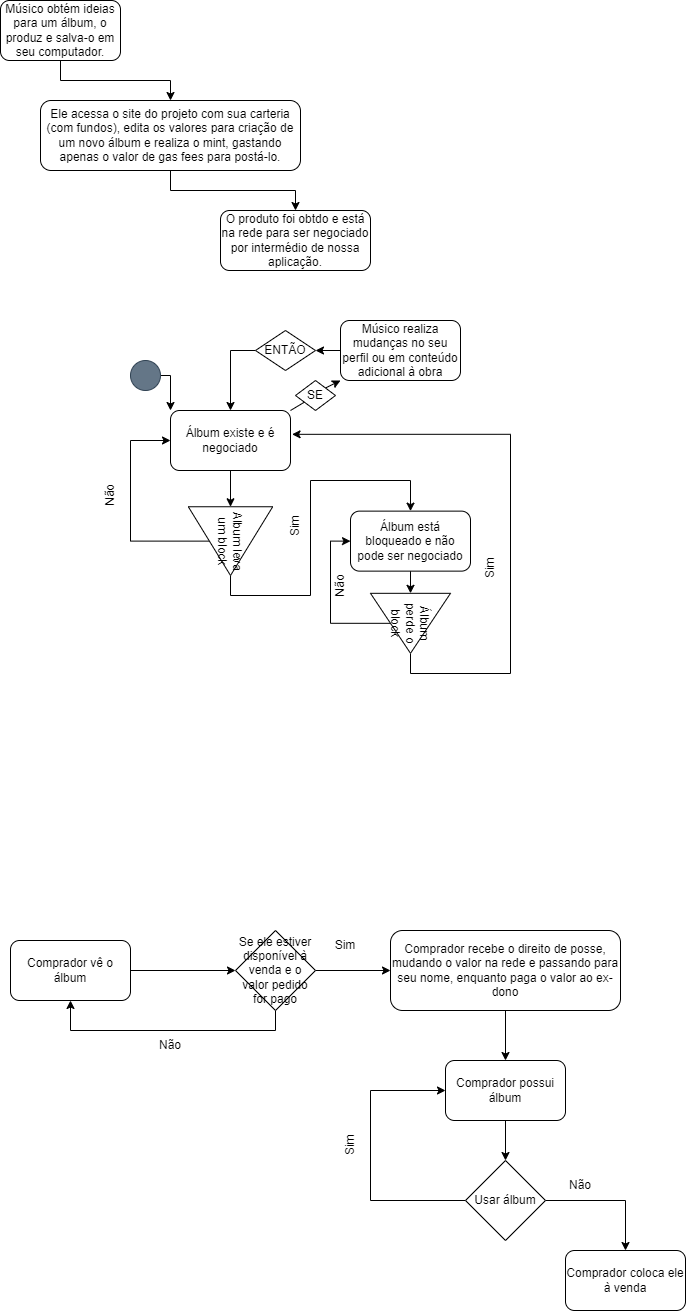 Músico obtém ideias
para um álbum, o
produz e salva-o em
seu computador.
Ele acessa o site do projeto com sua carteria
(com fundos), edita os valores para criação de
um novo álbum e realiza o mint, gastando
apenas o valor de gas fees para postá-lo.
O produto foi obtdo e está
na rede para ser negociado
por intermédio de nossa
aplicação.
Músico realiza
mudanças no seu
perfil ou em conteúdo
adicional à obra
ENTÃO
SE
Álbum existe e é
negociado
Não
Álbum leva
um block
Sim
Álbum está
bloqueado e não
pode ser negociado
Não
Álbum
perde o
block
Sim
Comprador vê o
álbum
Se ele estiver
disponível à
venda e o
valor pedido
for pago
Sim
Não
Comprador recebe o direito de posse,
mudando o valor na rede e passando para
seu nome, enquanto paga o valor ao ex-
dono
Comprador possui
álbum
Sim
Usar álbum
Não
Comprador coloca ele
à venda